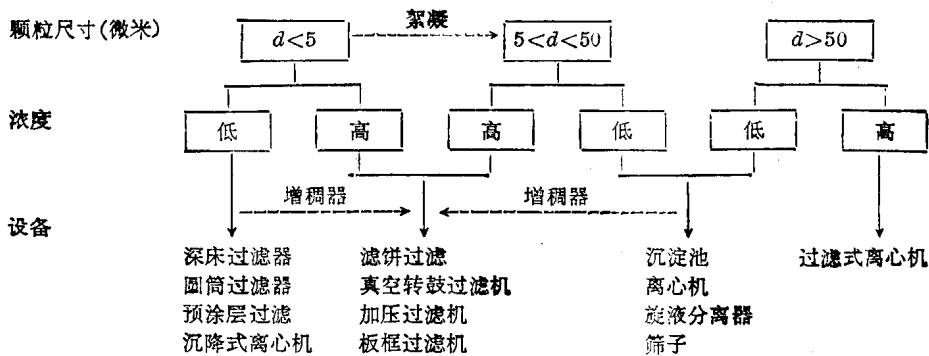 颗粒尺寸(微米)
d<5
絮凝
5<d<50
d>50
浓度
低
高
高
低
低
高
增稠器
增稠器
设备
深床过滤器
圆筒过滤器
预涂层过滤
沉降式离心机
滤饼过滤
真空转鼓过滤机
加压过滤机
板框过滤机
沉淀池
离心机
旋液分离器
筛子
过滤式离心机